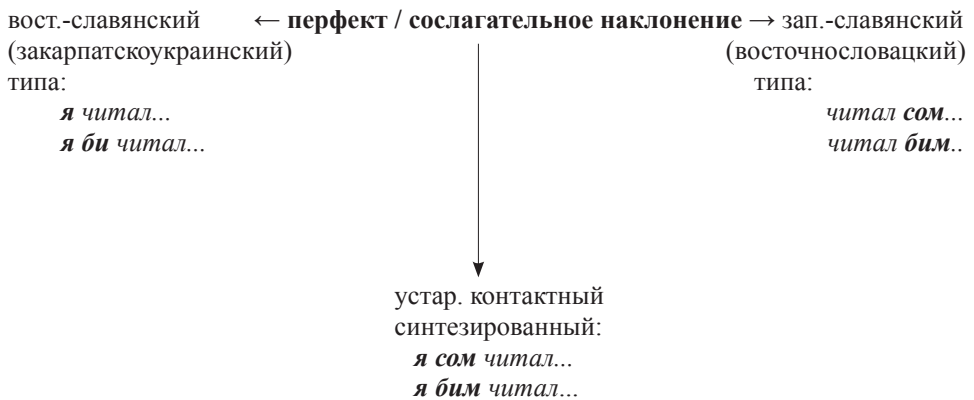 вост.-славянский ← перфект / сослагательное наклонение → зап.-славянский
(закарпатскоукраинский) (восточнословацкий)
типа: типа:
я читал... читал сом...
я би читал... читал бим..
устар. контактный
синтезированный:
я сом читал...
я бим читал...